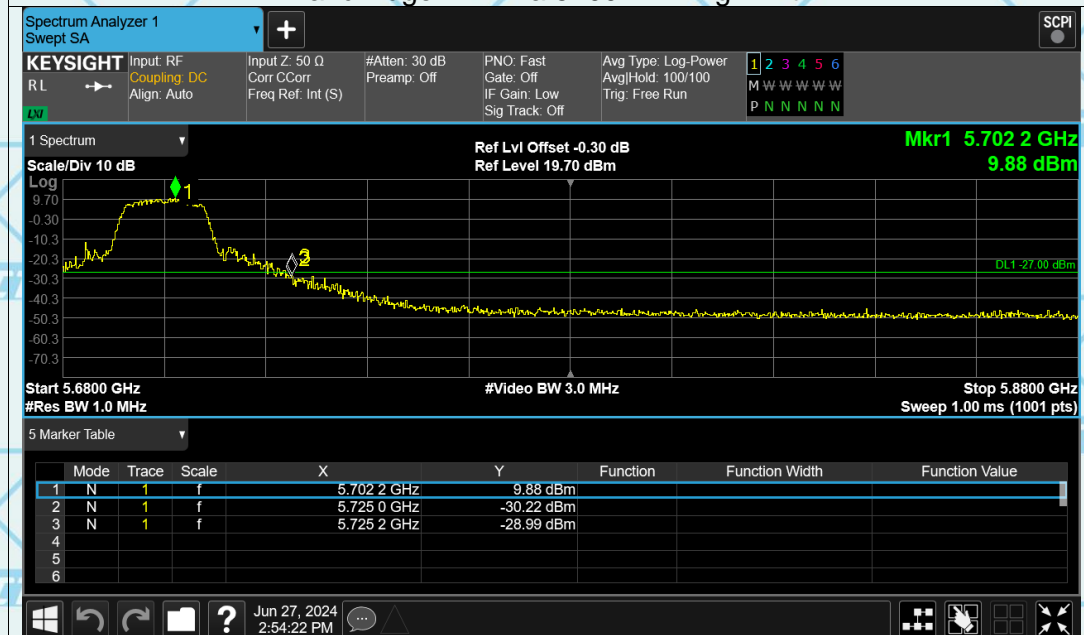 Spectrum Analyzer 1
Swept SA
+
SCPI
KEYSIGHT Input: RF Input Z: 50 Ω #Atten: 30 dB PNO: Fast Avg Type: Log-Power 1 2 3 4 5 6
RL Coupling: DC Corr CCorr Preamp: Off Gate: Off Avg|Hold: 100/100 M W W W W W
Align: Auto Freq Ref: Int (S) IF Gain: Low Trig: Free Run
LXI Sig Track: Off P N N N N N
1 Spectrum
Ref Lvl Offset -0.30 dB Mkr1 5.702 2 GHz
Scale/Div 10 dB Ref Level 19.70 dBm 9.88 dBm
Log
1
9.70
-0.30
-10.3
-20.3
DL1 -27.00 dBm
-30.3
-40.3
-50.3
-60.3
-70.3
Start 5.6800 GHz #Video BW 3.0 MHz Stop 5.8800 GHz
#Res BW 1.0 MHz Sweep 1.00 ms (1001 pts)
5 Marker Table
Mode Trace Scale X Y Function Function Width Function Value
1 N 1 f 5.702 2 GHz 9.88 dBm
2 N 1 f 5.725 0 GHz -30.22 dBm
3 N 1 f 5.725 2 GHz -28.99 dBm
4
5
6
? Jun 27, 2024
2:54:22 PM